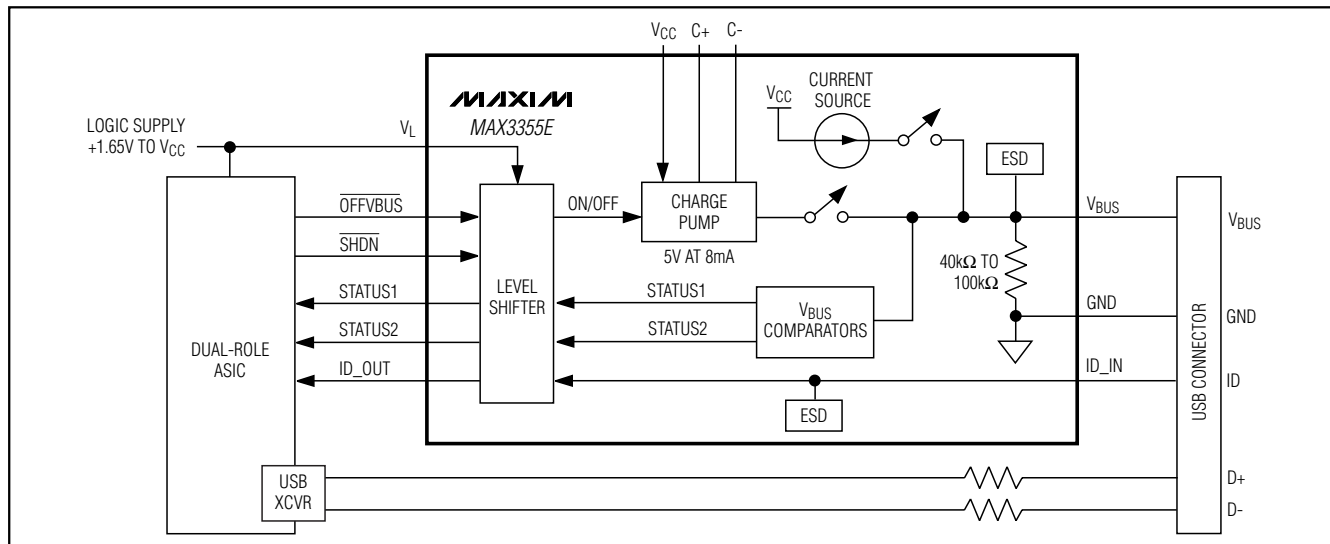 VCC C+ C-
MAXIM
MAX3355E
VCC
CURRENT
SOURCE
LOGIC SUPPLY
+1.65V TO VCC
VL
ESD
OFFVBUS
ON/OFF
CHARGE
PUMP
VBUS
VBUS
SHDN
5V AT 8mA
40kΩ TO
100kΩ
LEVEL
SHIFTER
STATUS1
STATUS1
VBUS
COMPARATORS
GND
GND
STATUS2
STATUS2
DUAL-ROLE
ASIC
ID_OUT
ID_IN
ID
ESD
USB CONNECTOR
USB
XCVR
D+
D-